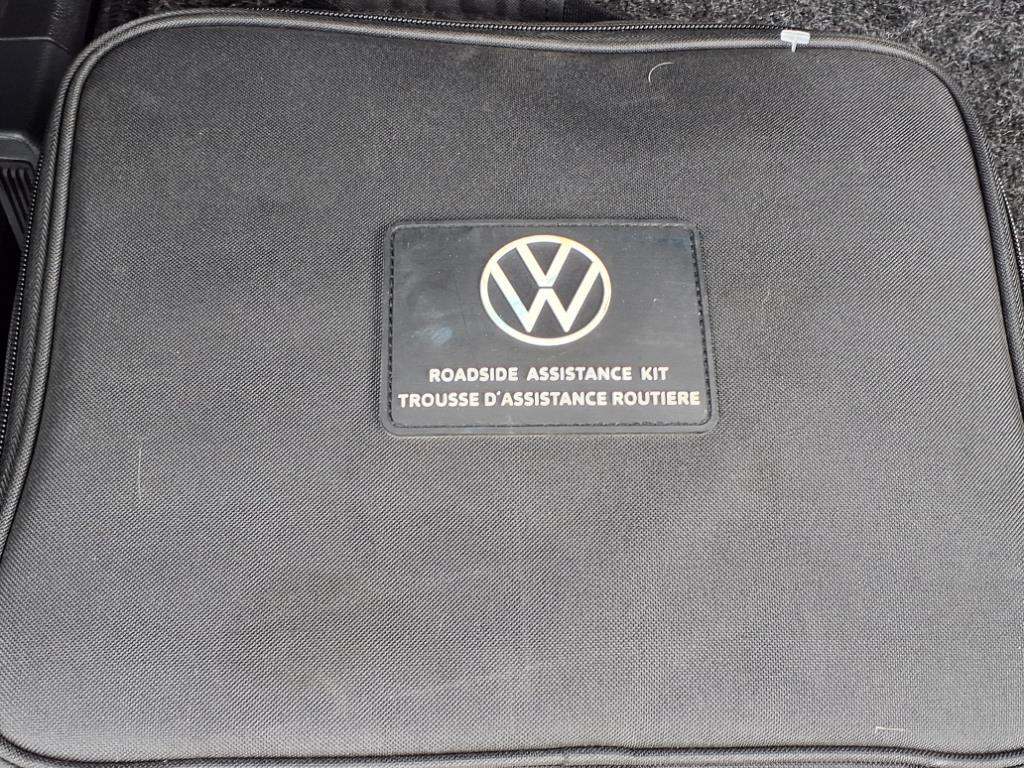 ROADSIDE ASSISTANCE KIT
TROUSSE D'ASSISTANCE ROUTIERE